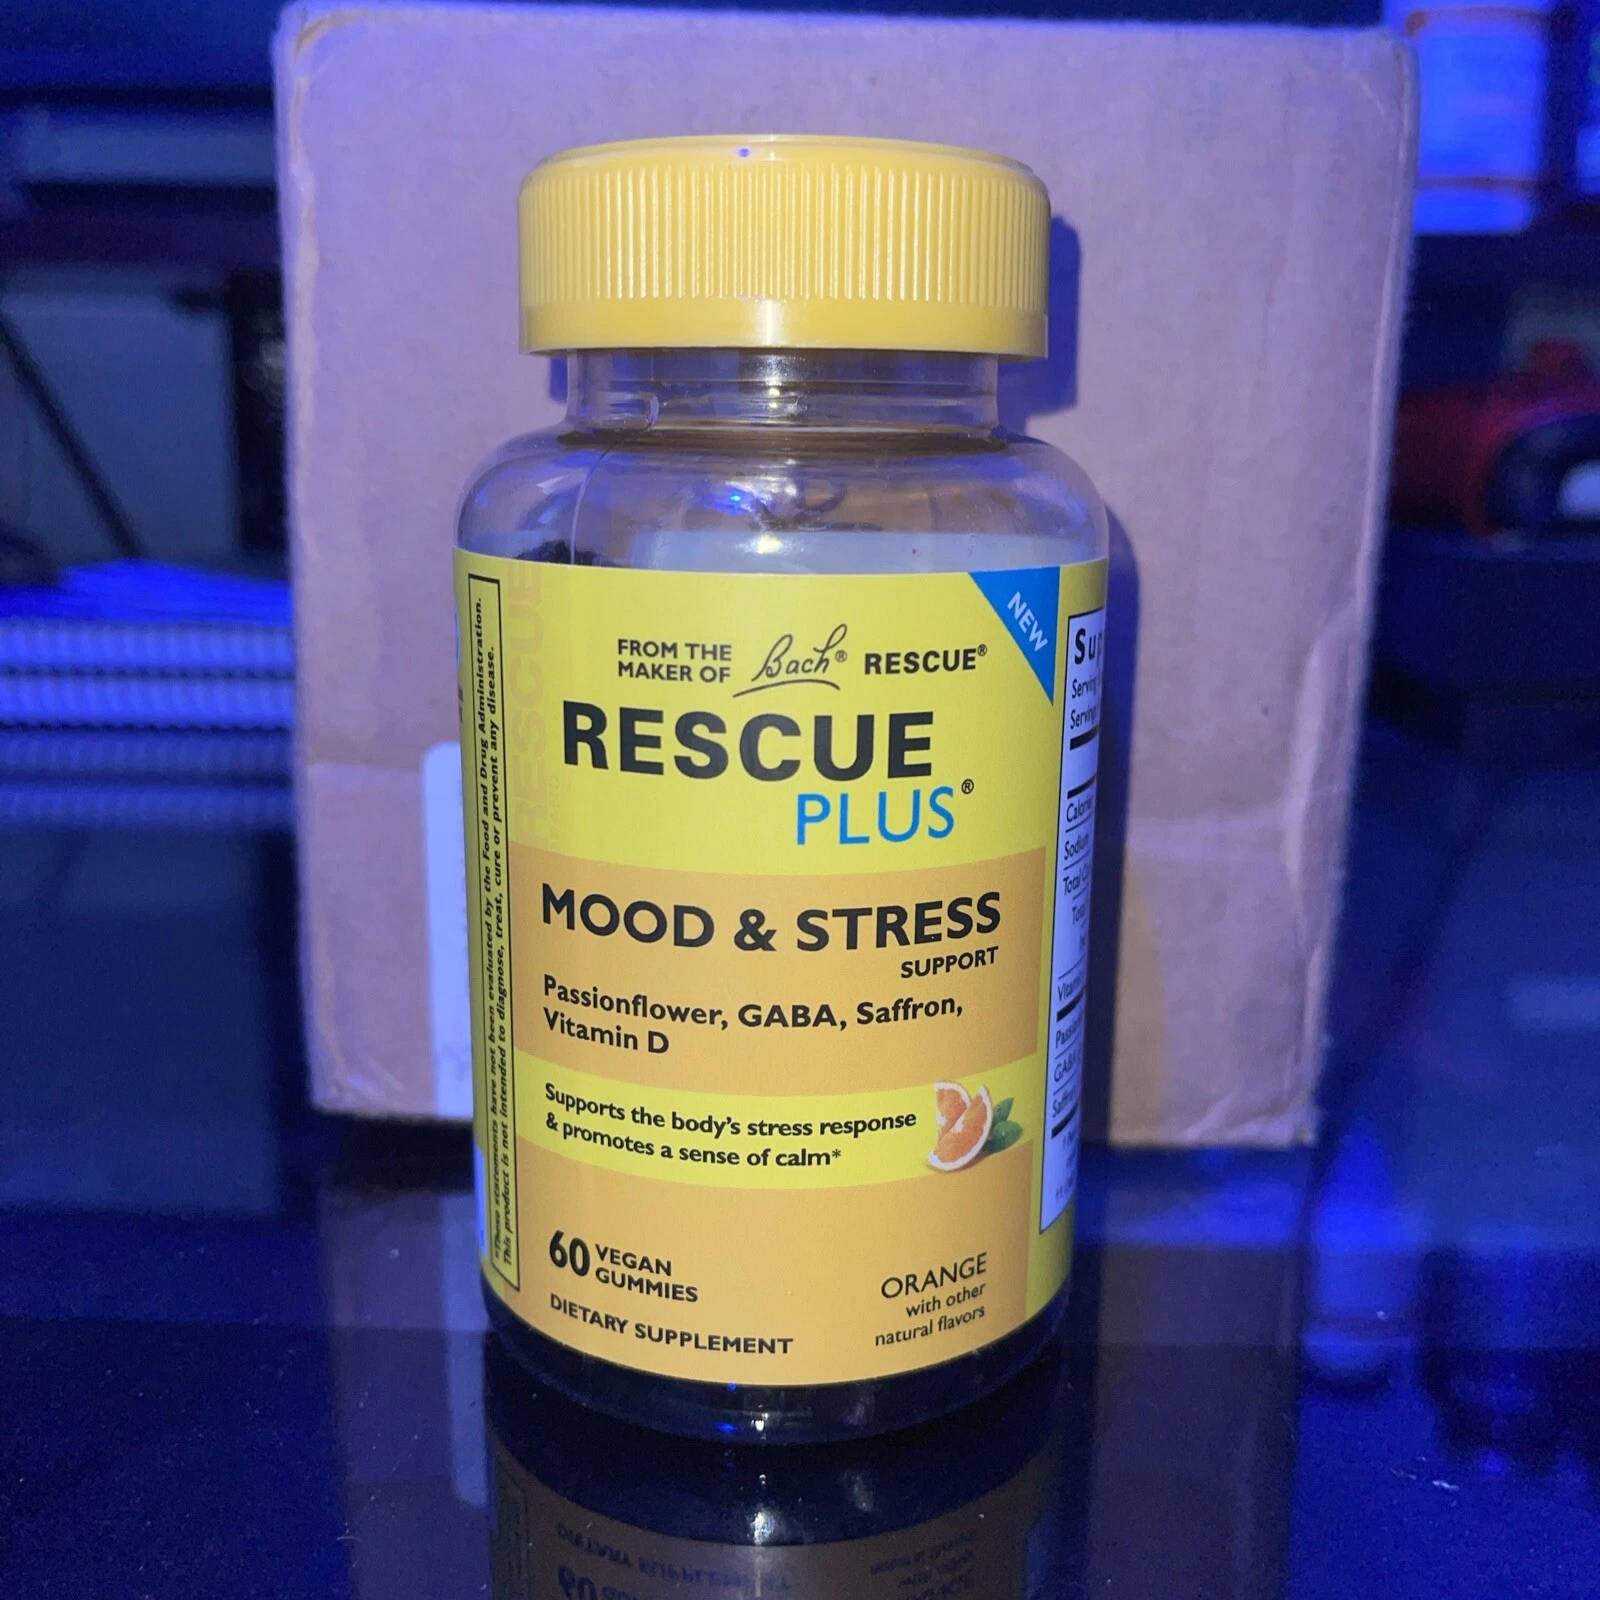 FROM THE
MAKER OF Bach® RESCUE®
NEW
RESCUE
PLUS®
MOOD & STRESS
SUPPORT
Passionflower, GABA, Saffron,
Vitamin D
Supports the body's stress response
& promotes a sense of calm*
60 VEGAN
GUMMIES
DIETARY SUPPLEMENT
ORANGE
with other
natural flavors
*These statements have not been evaluated by the Food and Drug Administration.
This product is not intended to diagnose, treat, cure or prevent any disease.
RESCUE
Serving
Serving